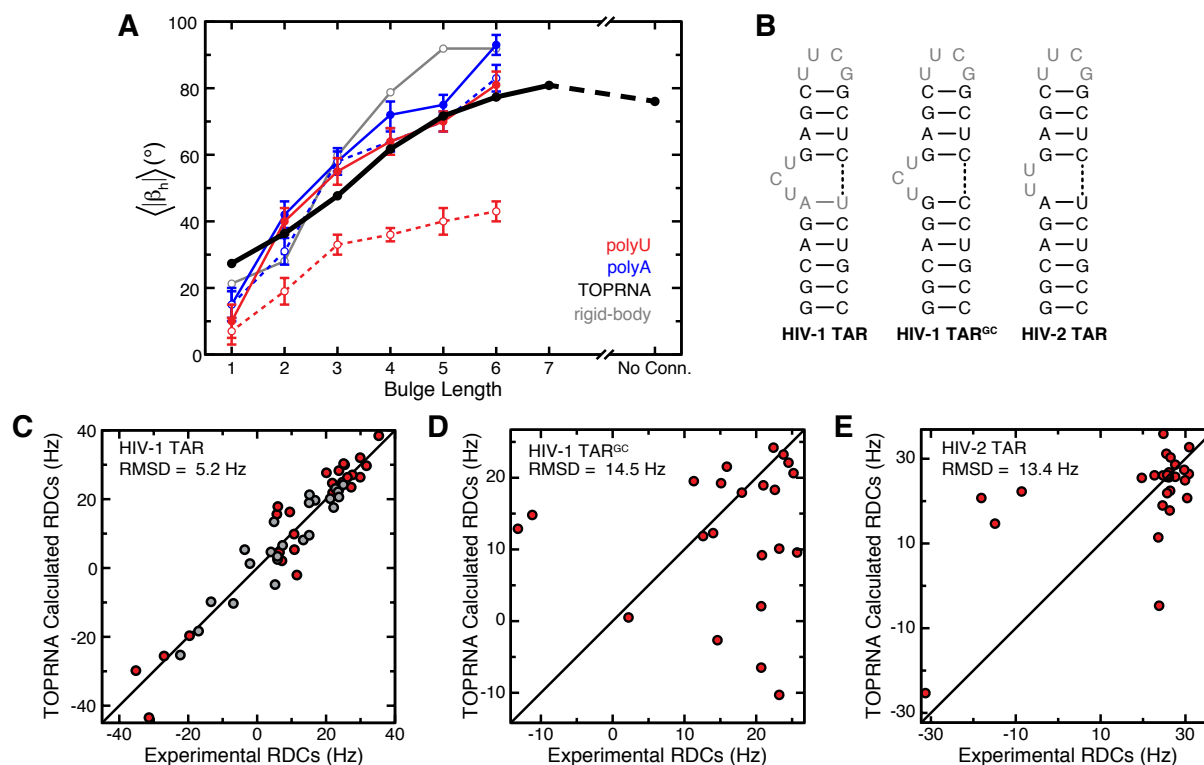 A
⟨|βh|⟩(°)
100
80
60
40
20
0
polyU
polyA
TOPRNA
rigid-body
1 2 3 4 5 6 7 No Conn.
Bulge Length
B
U C U C U C
U G U G U G
C G C G C G
G C G C G C
A U A U A U
G C G C G C
U U U
C C U
U U
A U G C A U
G C G C G C
A U A U A U
C G C G C G
G C G C G C
G C G C G C
HIV-1 TAR HIV-1 TARGC HIV-2 TAR
C
HIV-1 TAR
RMSD = 5.2 Hz
TOPRNA Calculated RDCs (Hz)
40
20
0
-20
-40
-40 -20 0 20 40
Experimental RDCs (Hz)
D
HIV-1 TARGC
RMSD = 14.5 Hz
TOPRNA Calculated RDCs (Hz)
20
10
0
-10
-10 0 10 20
Experimental RDCs (Hz)
E
HIV-2 TAR
RMSD = 13.4 Hz
TOPRNA Calculated RDCs (Hz)
30
10
-10
-30
-30 -10 10 30
Experimental RDCs (Hz)